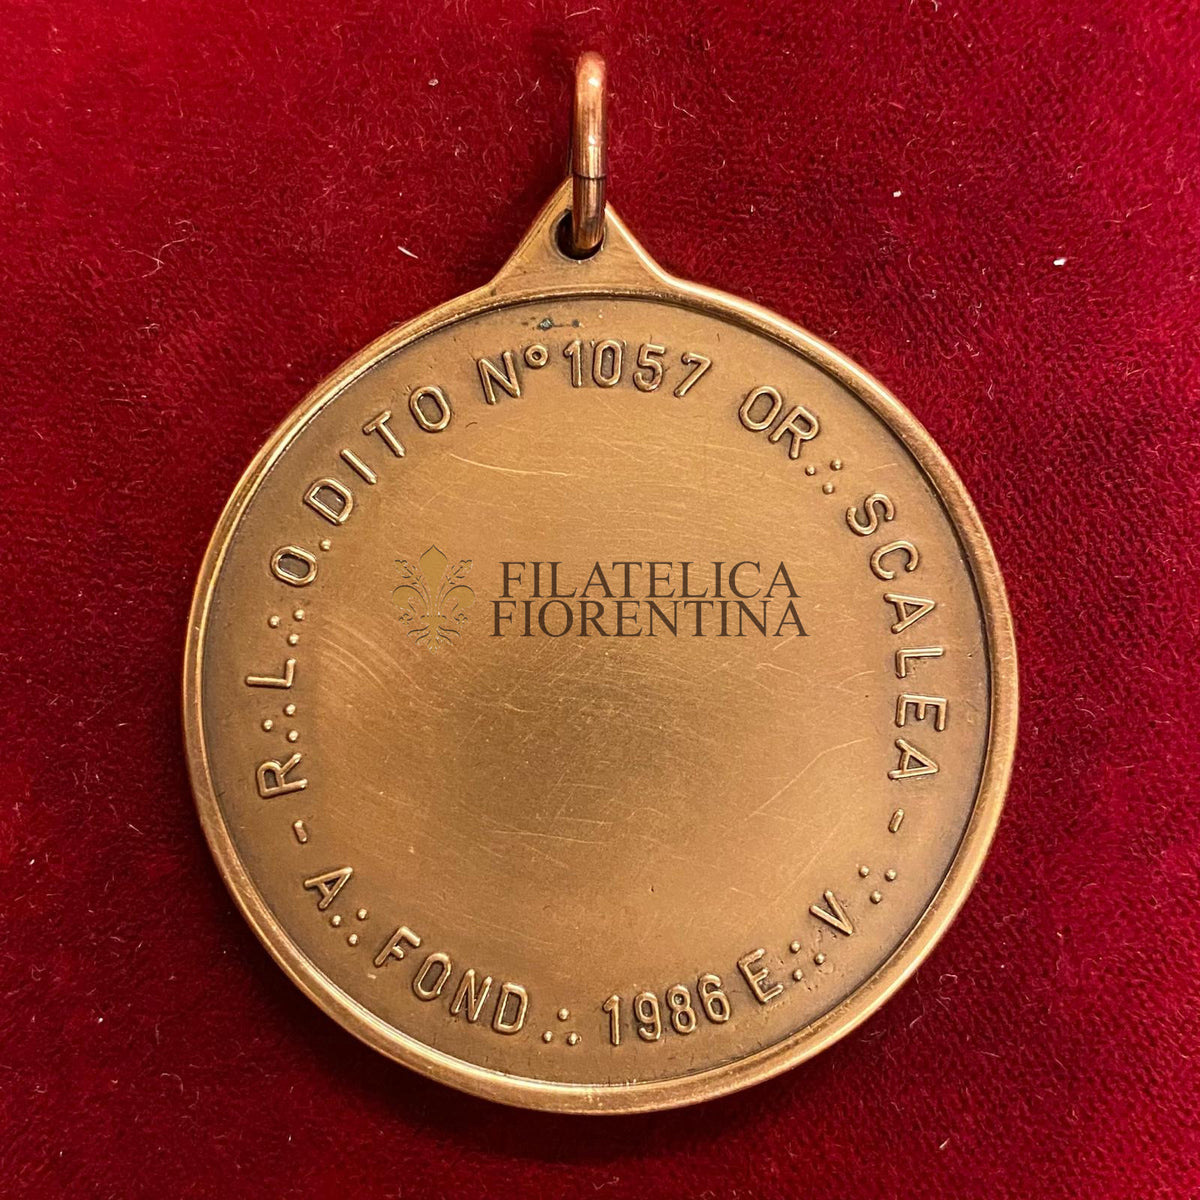 R∴L∴O.DITO N°1057 OR∴SCALEA -
A∴FOND∴1986 E∴V∴ -
FILATELICA
FIORENTINA